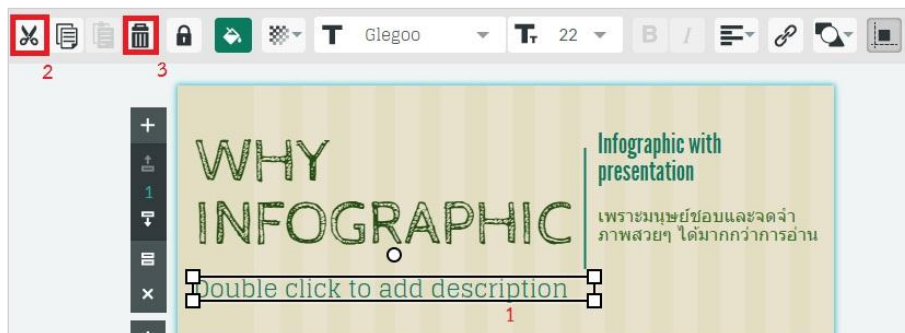 Glegoo
22
B
I
2
3
WHY
INFOGRAPHIC
Infographic with
presentation
เพราะมนุษย์ชอบและจดจำ
ภาพสวยๆ ได้มากกว่าการอ่าน
1
Double click to add description
1